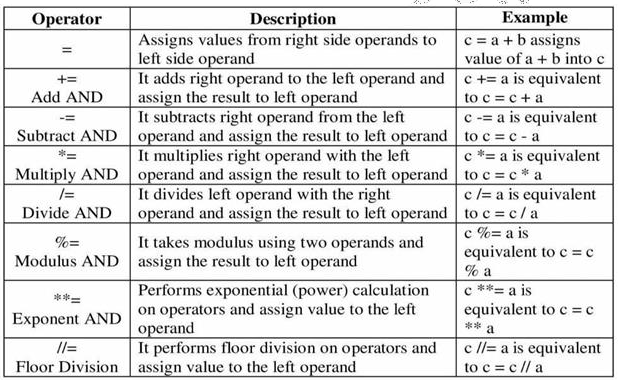 Operator Description Example
= Assigns values from right side operands to left side operand c = a + b assigns value of a + b into c
+= Add AND It adds right operand to the left operand and assign the result to left operand c += a is equivalent to c = c + a
-= Subtract AND It subtracts right operand from the left operand and assign the result to left operand c -= a is equivalent to c = c - a
*= Multiply AND It multiplies right operand with the left operand and assign the result to left operand c *= a is equivalent to c = c * a
/= Divide AND It divides left operand with the right operand and assign the result to left operand c /= a is equivalent to c = c / a
%= Modulus AND It takes modulus using two operands and assign the result to left operand c %= a is equivalent to c = c % a
**= Exponent AND Performs exponential (power) calculation on operators and assign value to the left operand c **= a is equivalent to c = c ** a
//= Floor Division It performs floor division on operators and assign value to the left operand c //= a is equivalent to c = c // a